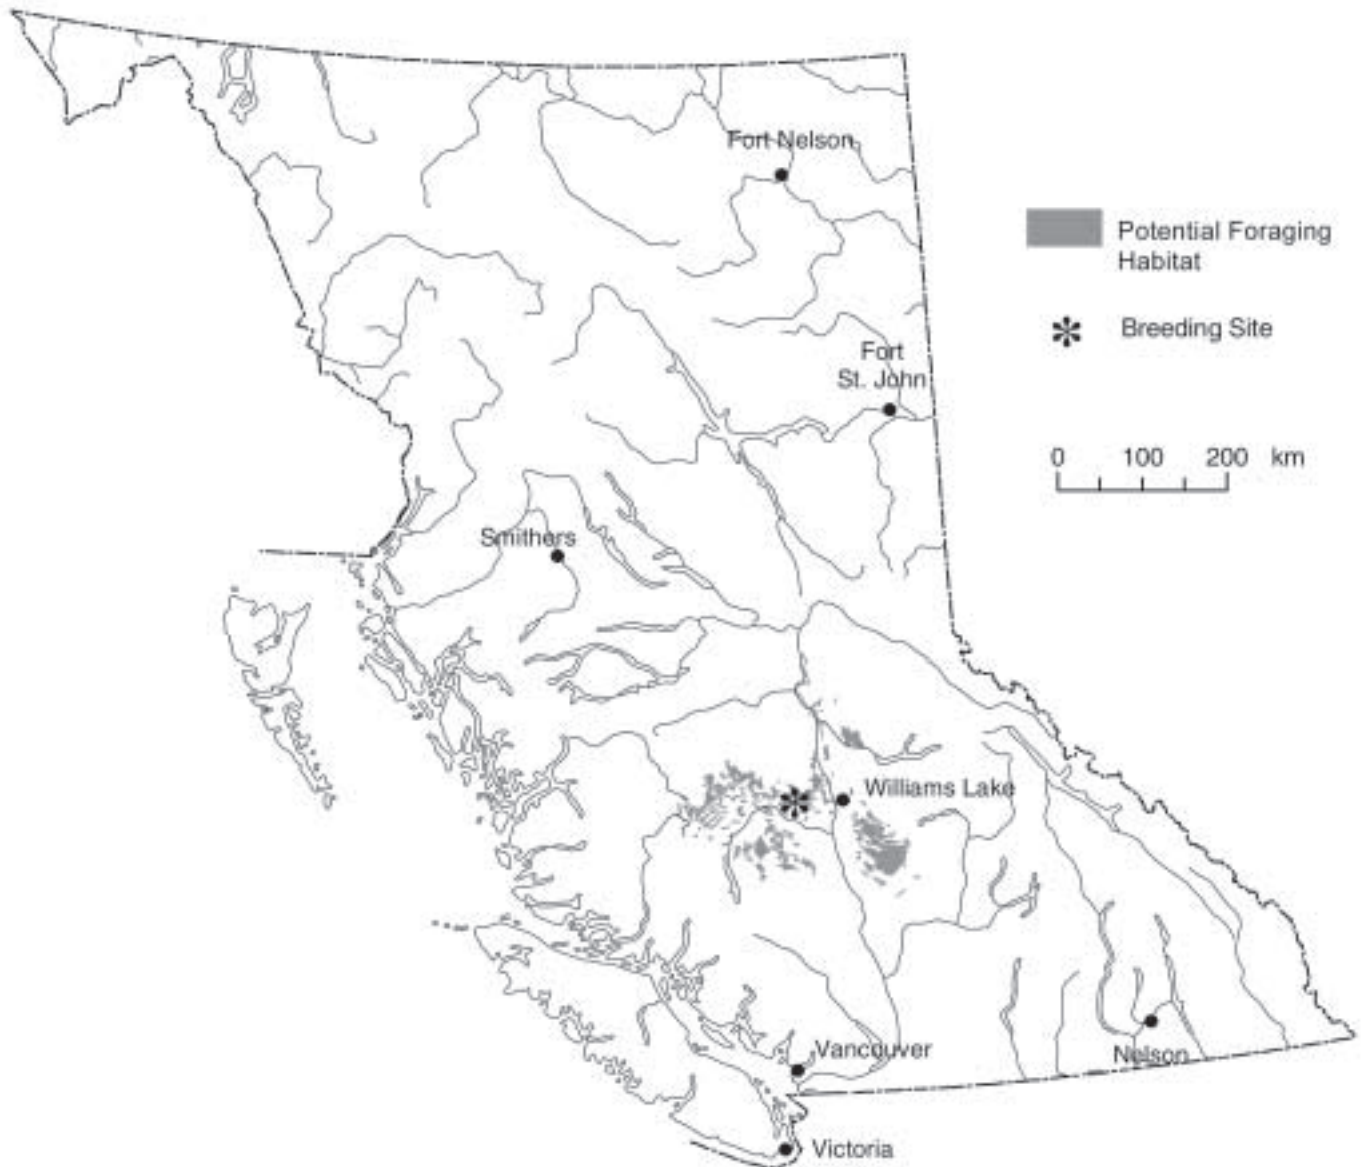 Fort Nelson
Potential Foraging
Habitat
Breeding Site
Fort
St. John
0 100 200 km
Smithers
Williams Lake
Vancouver
Nelson
Victoria